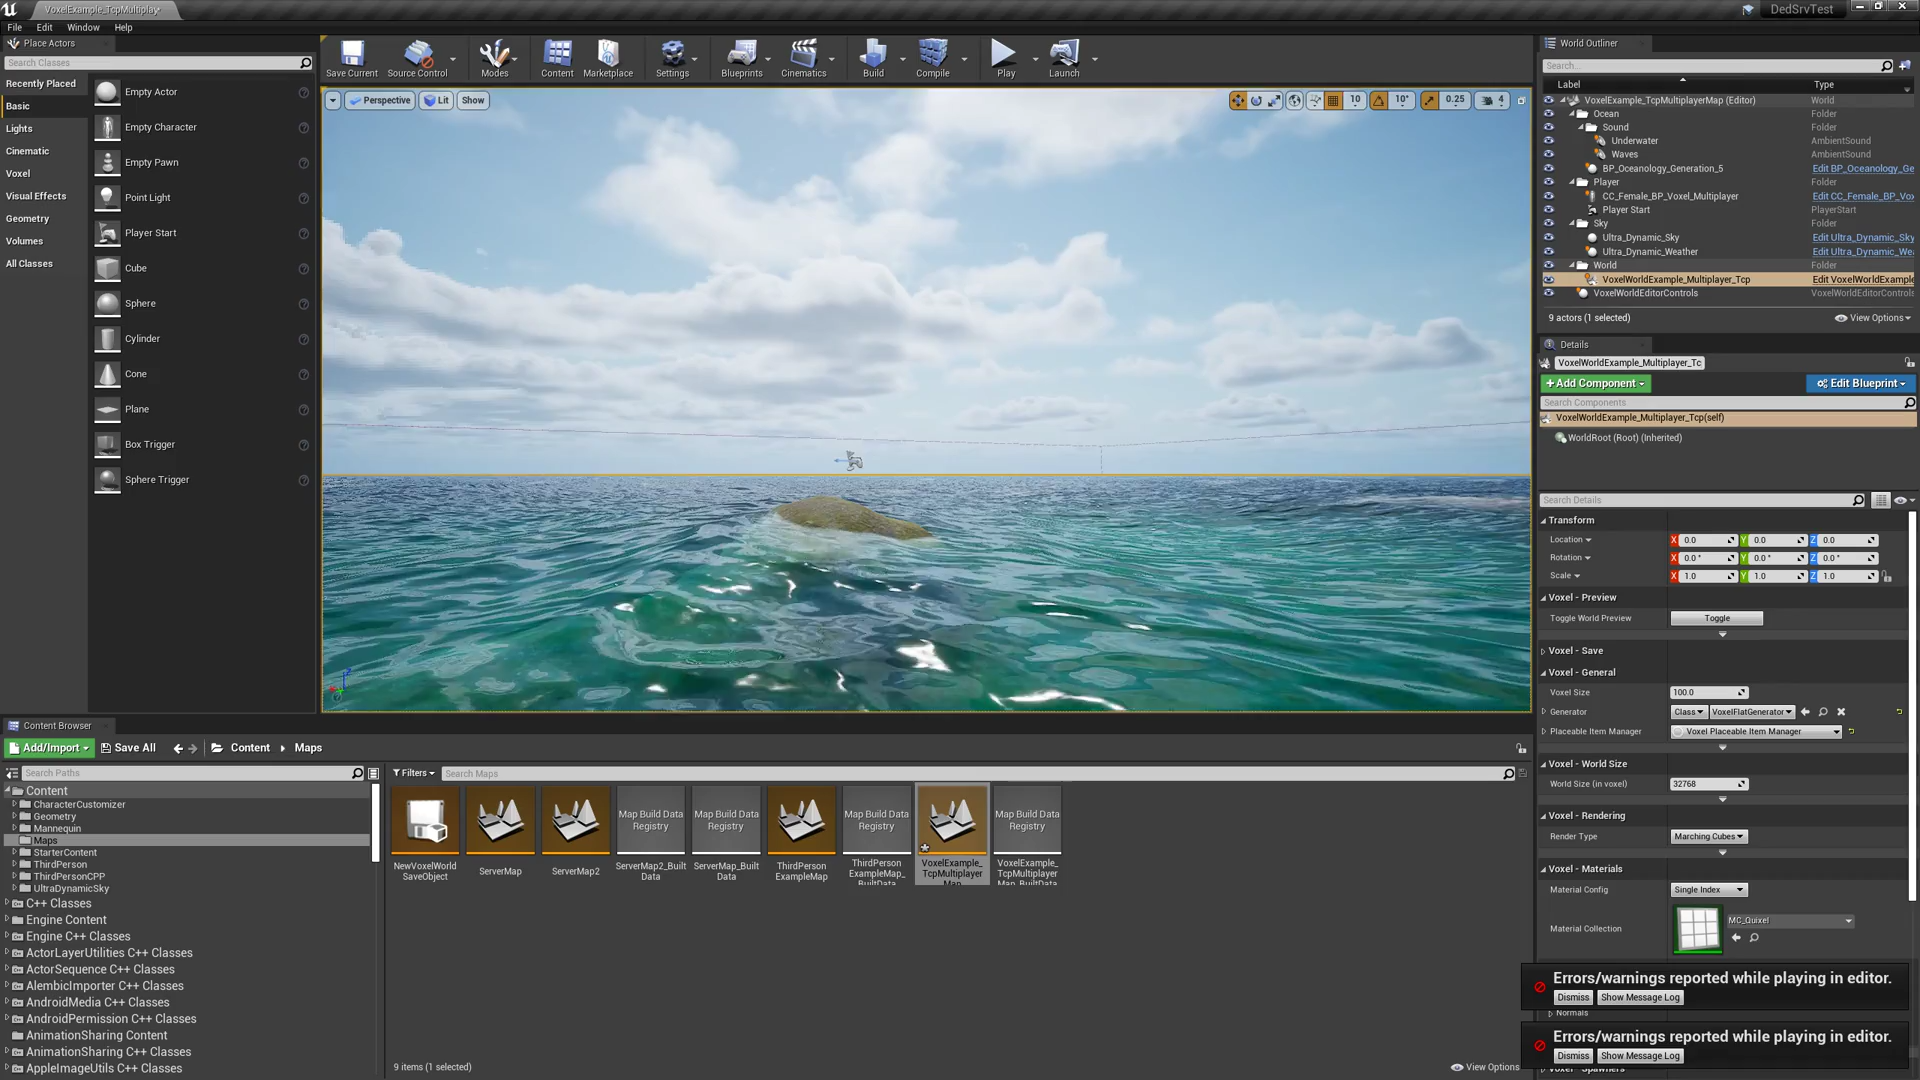 VoxelExample_TcpMultiplay
DedSrvTest
File Edit Window Help
Place Actors
Search Classes
Recently Placed
Basic
Lights
Cinematic
Voxel
Visual Effects
Geometry
Volumes
All Classes
Empty Actor
Empty Character
Empty Pawn
Point Light
Player Start
Cube
Sphere
Cylinder
Cone
Plane
Box Trigger
Sphere Trigger
Save Current Source Control Modes Content Marketplace Settings Blueprints Cinematics Build Compile Play Launch
Perspective Lit Show
10 10° 0.25 4
World Outliner
Search...
Label Type
VoxelExample_TcpMultiplayerMap (Editor) World
Ocean Folder
Sound Folder
Underwater AmbientSound
Waves AmbientSound
BP_Oceanology_Generation_5 Edit BP_Oceanology_Ge
Player Folder
CC_Female_BP_Voxel_Multiplayer Edit CC_Female_BP_Vox
Player Start PlayerStart
Sky Folder
Ultra_Dynamic_Sky Edit Ultra_Dynamic_Sky
Ultra_Dynamic_Weather Edit Ultra_Dynamic_Wea
World Folder
VoxelWorldExample_Multiplayer_Tcp Edit VoxelWorldExample
VoxelWorldEditorControls VoxelWorldEditorControls
9 actors (1 selected) View Options
Details
VoxelWorldExample_Multiplayer_Tc
+Add Component Edit Blueprint
Search Components
VoxelWorldExample_Multiplayer_Tcp(self)
WorldRoot (Root) (Inherited)
Search Details
Transform
Location X 0.0 Y 0.0 Z 0.0
Rotation X 0.0 ° Y 0.0 ° Z 0.0 °
Scale X 1.0 Y 1.0 Z 1.0
Voxel - Preview
Toggle World Preview Toggle
Voxel - Save
Voxel - General
Voxel Size 100.0
Generator Class VoxelFlatGenerator
Placeable Item Manager Voxel Placeable Item Manager
Voxel - World Size
World Size (in voxel) 32768
Voxel - Rendering
Render Type Marching Cubes
Voxel - Materials
Material Config Single Index
Material Collection MC_Quixel
Errors/warnings reported while playing in editor.
Dismiss Show Message Log
Normals
Errors/warnings reported while playing in editor.
Dismiss Show Message Log
Voxel - Spawners
Content Browser
Add/Import Save All Content Maps
Search Paths
Filters Search Maps
Content
CharacterCustomizer
Geometry
Mannequin
Maps
StarterContent
ThirdPerson
ThirdPersonCPP
UltraDynamicSky
C++ Classes
Engine Content
Engine C++ Classes
ActorLayerUtilities C++ Classes
ActorSequence C++ Classes
AlembicImporter C++ Classes
AndroidMedia C++ Classes
AndroidPermission C++ Classes
AnimationSharing Content
AnimationSharing C++ Classes
AppleImageUtils C++ Classes
NewVoxelWorld
SaveObject
ServerMap
ServerMap2
Map Build Data
Registry
ServerMap2_Built
Data
Map Build Data
Registry
ServerMap_Built
Data
ThirdPerson
ExampleMap
Map Build Data
Registry
ThirdPerson
ExampleMap_
BuiltData
VoxelExample_
TcpMultiplayer
Map
Map Build Data
Registry
VoxelExample_
TcpMultiplayer
Map_BuiltData
9 items (1 selected) View Options